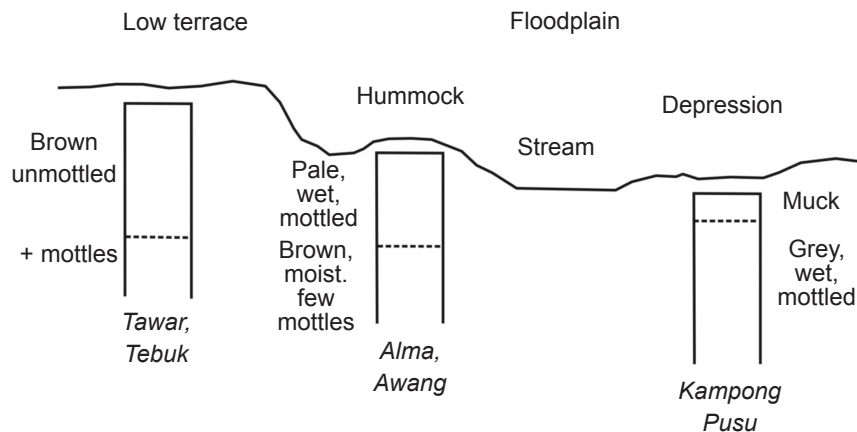 Low terrace
Floodplain
Hummock
Depression
Stream
Brown
unmottled
+ mottles
Tawar,
Tebuk
Pale,
wet,
mottled
Brown,
moist.
few
mottles
Alma,
Awang
Muck
Grey,
wet,
mottled
Kampong
Pusu